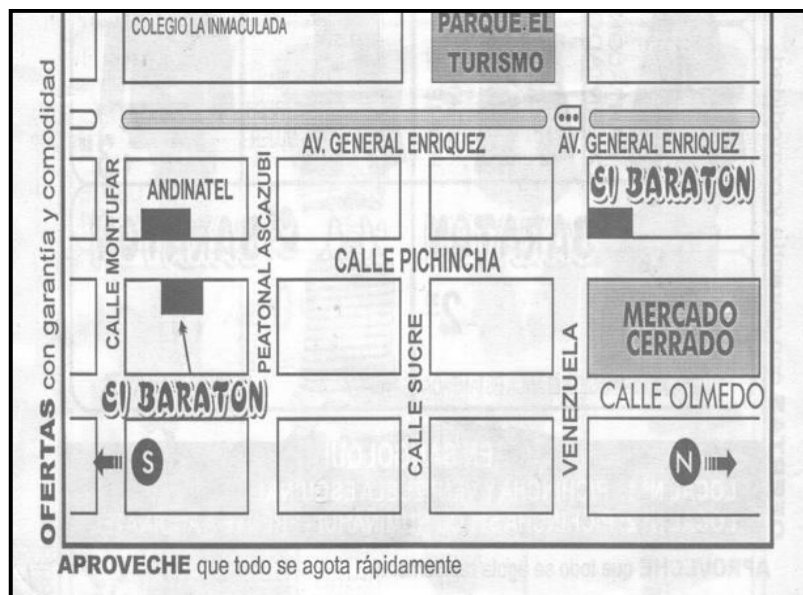 COLEGIO LA INMACULADA
PARQUE EL
TURISMO
AV. GENERAL ENRIQUEZ
AV. GENERAL ENRIQUEZ
CALLE MONTUFAR
ANDINATEL
PEATONAL ASCAZUBI
El BARATON
CALLE PICHINCHA
CALLE SUCRE
VENEZUELA
MERCADO
CERRADO
El BARATON
CALLE OLMEDO
S
N
OFERTAS con garantía y comodidad
APROVECHE que todo se agota rápidamente